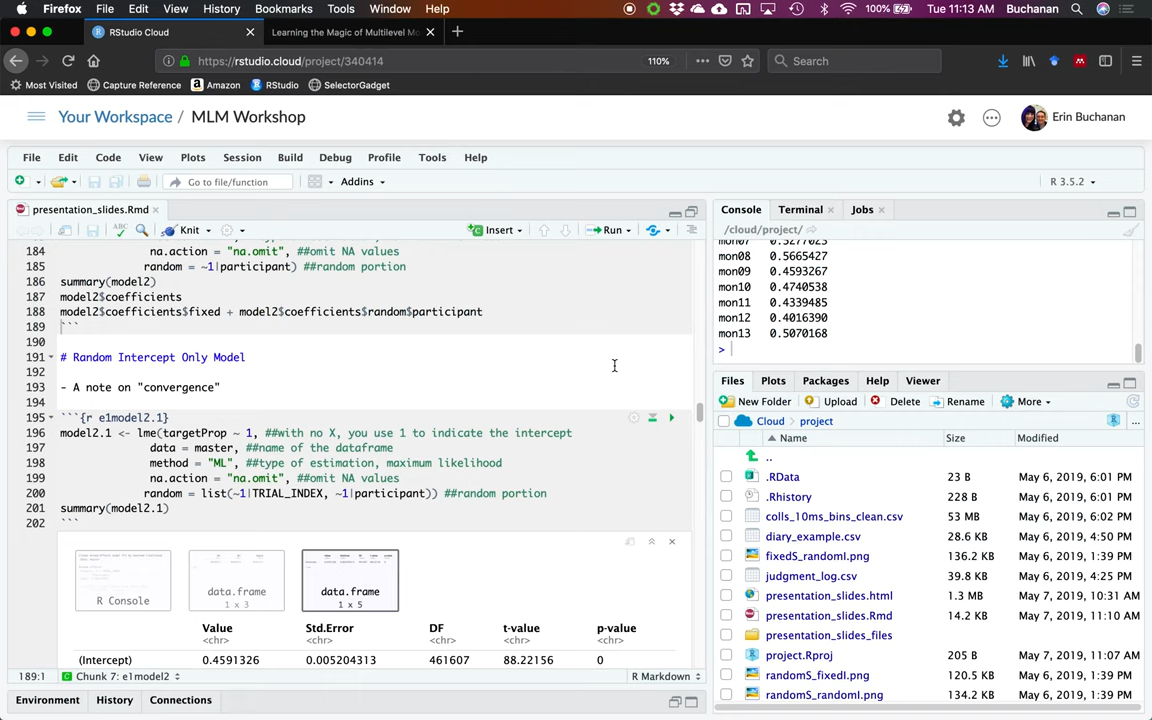 Firefox File Edit View History Bookmarks Tools Window Help 100% Tue 11:13 AM Buchanan
RStudio Cloud Learning the Magic of Multilevel Mo
https://rstudio.cloud/project/340414 110% Search
Most Visited Capture Reference Amazon RStudio SelectorGadget
Your Workspace / MLM Workshop Erin Buchanan
File Edit Code View Plots Session Build Debug Profile Tools Help
Go to file/function Addins R 3.5.2
presentation_slides.Rmd
ABC Knit Insert Run
184 na.action = "na.omit", ##omit NA values
185 random = ~1|participant) ##random portion
186 summary(model2)
187 model2$coefficients
188 model2$coefficients$fixed + model2$coefficients$random$participant
189 ```
190
191 # Random Intercept Only Model
192
193 - A note on "convergence"
194
195 ```{r e1model2.1}
196 model2.1 <- lme(targetProp ~ 1, ##with no X, you use 1 to indicate the intercept
197 data = master, ##name of the dataframe
198 method = "ML", ##type of estimation, maximum likelihood
199 na.action = "na.omit", ##omit NA values
200 random = list(~1|TRIAL_INDEX, ~1|participant)) ##random portion
201 summary(model2.1)
202 ```
R Console
data.frame
1 x 3
data.frame
1 x 5
Value Std.Error DF t-value p-value
<chr> <chr> <chr> <chr> <chr>
(Intercept) 0.4591326 0.005204313 461607 88.22156 0
189:1 Chunk 7: e1model2 R Markdown
Environment History Connections
Console Terminal Jobs
/cloud/project/
mon07 0.3277023
mon08 0.5665427
mon09 0.4593267
mon10 0.4740538
mon11 0.4339485
mon12 0.4016390
mon13 0.5070168
>
Files Plots Packages Help Viewer
New Folder Upload Delete Rename More
Cloud project ...
Name Size Modified
..
.RData 23 B May 6, 2019, 6:01 PM
.Rhistory 228 B May 6, 2019, 6:01 PM
colls_10ms_bins_clean.csv 53 MB May 6, 2019, 6:02 PM
diary_example.csv 28.6 KB May 6, 2019, 4:50 PM
fixedS_randomI.png 136.2 KB May 6, 2019, 1:39 PM
judgment_log.csv 39.8 KB May 6, 2019, 4:25 PM
presentation_slides.html 1.3 MB May 7, 2019, 10:31 AM
presentation_slides.Rmd 14.2 KB May 7, 2019, 11:10 AM
presentation_slides_files
project.Rproj 205 B May 7, 2019, 11:07 AM
randomS_fixedI.png 120.5 KB May 6, 2019, 1:39 PM
randomS_randomI.png 134.2 KB May 6, 2019, 1:39 PM